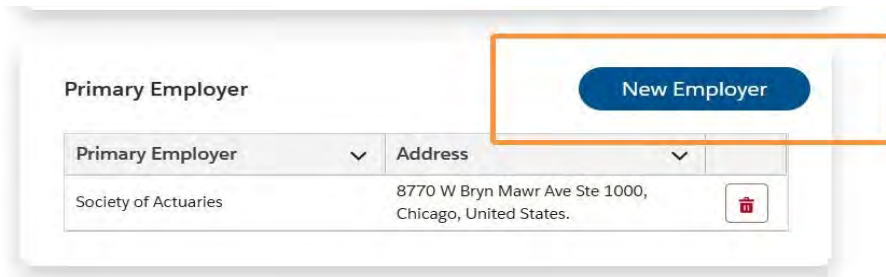 Primary Employer
New Employer
Primary Employer Address
Society of Actuaries
8770 W Bryn Mawr Ave Ste 1000,
Chicago, United States.